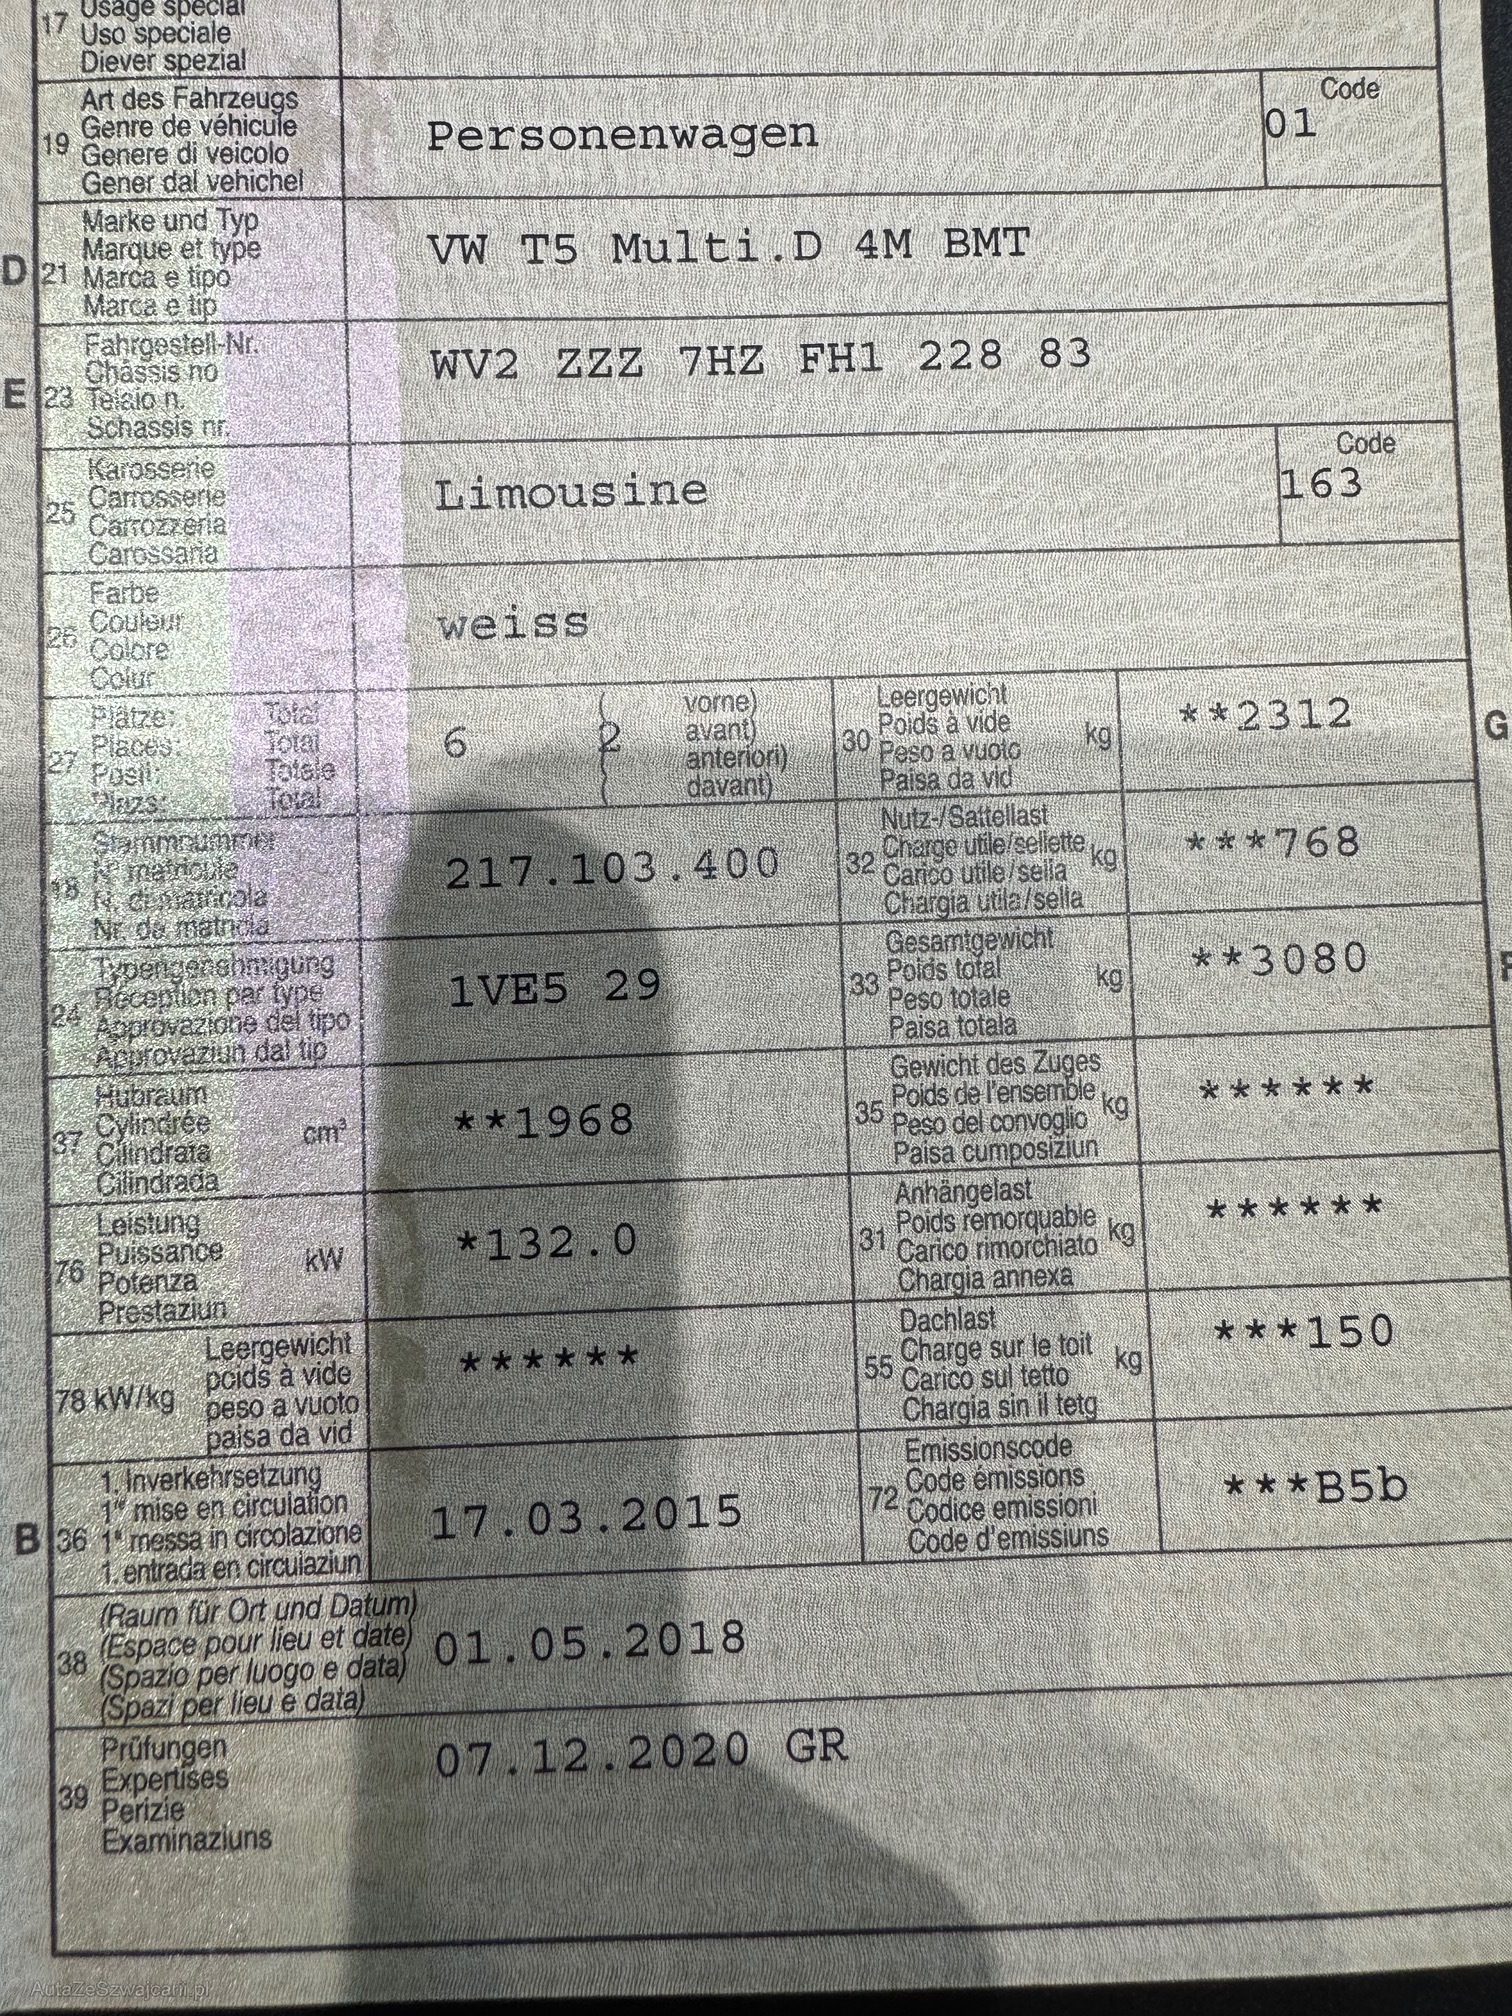 Usage special
17 Uso speciale
Diever spezial
Art des Fahrzeugs
19 Genre de véhicule
Genere di veicolo
Gener dal vehichel
Personenwagen
Code
01
Marke und Typ
Marque et type
D 21 Marca e tipo
Marca e tip
VW T5 Multi.D 4M BMT
Fahrgestell-Nr.
Châssis no
E 23 Telaio n.
Schassis nr.
WV2 ZZZ 7HZ FH1 228 83
Karosserie
25 Carrosserie
Carrozzeria
Carossaria
Limousine
Code
163
Farbe
26 Couleur
Colore
Colur
weiss
Plätze: Total
27 Places: Total
Posti: Totale
Plazs: Total
6 ( 2 vorne)
avant)
anteriori)
davant)
Leergewicht
30 Poids à vide kg
Peso a vuoto
Paisa da vid
**2312
G
Stammnummer
18 N° matricule
N. di matricola
Nr. da matricla
217.103.400
Nutz-/Sattellast
32 Charge utile/sellette kg
Carico utile/sella
Chargia utila/sella
***768
Typengenehmigung
24 Réception par type
Approvazione del tipo
Approvaziun dal tip
1VE5 29
Gesamtgewicht
33 Poids total kg
Peso totale
Paisa totala
**3080
F
Hubraum
37 Cylindrée cm³
Cilindrata
Cilindrada
**1968
Gewicht des Zuges
35 Poids de l'ensemble kg
Peso del convoglio
Paisa cumposiziun
******
Leistung
76 Puissance kW
Potenza
Prestaziun
*132.0
Anhängelast
31 Poids remorquable kg
Carico rimorchiato
Chargia annexa
******
Leergewicht
78 kW/kg poids à vide
peso a vuoto
paisa da vid
******
Dachlast
55 Charge sur le toit kg
Carico sul tetto
Chargia sin il tetg
***150
1. Inverkehrsetzung
1re mise en circulation
B 36 1a messa in circolazione
1. entrada en circulaziun
17.03.2015
Emissionscode
72 Code émissions
Codice emissioni
Code d'emissiuns
***B5b
(Raum für Ort und Datum)
38 (Espace pour lieu et date)
(Spazio per luogo e data)
(Spazi per lieu e data)
01.05.2018
Prüfungen
39 Expertises
Perizie
Examinaziuns
07.12.2020 GR
AutaZeSzwajcarii.pl